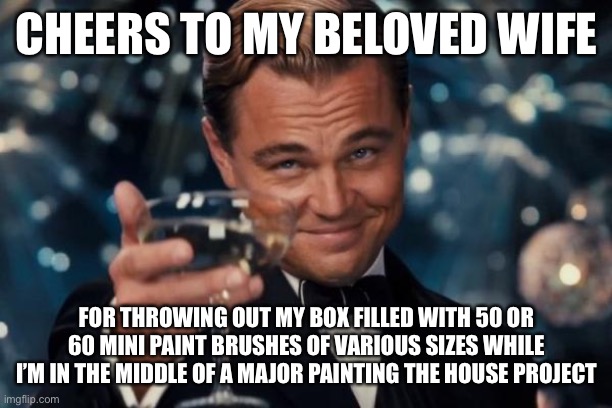 CHEERS TO MY BELOVED WIFE
FOR THROWING OUT MY BOX FILLED WITH 50 OR
60 MINI PAINT BRUSHES OF VARIOUS SIZES WHILE
I'M IN THE MIDDLE OF A MAJOR PAINTING THE HOUSE PROJECT
imgflip.com